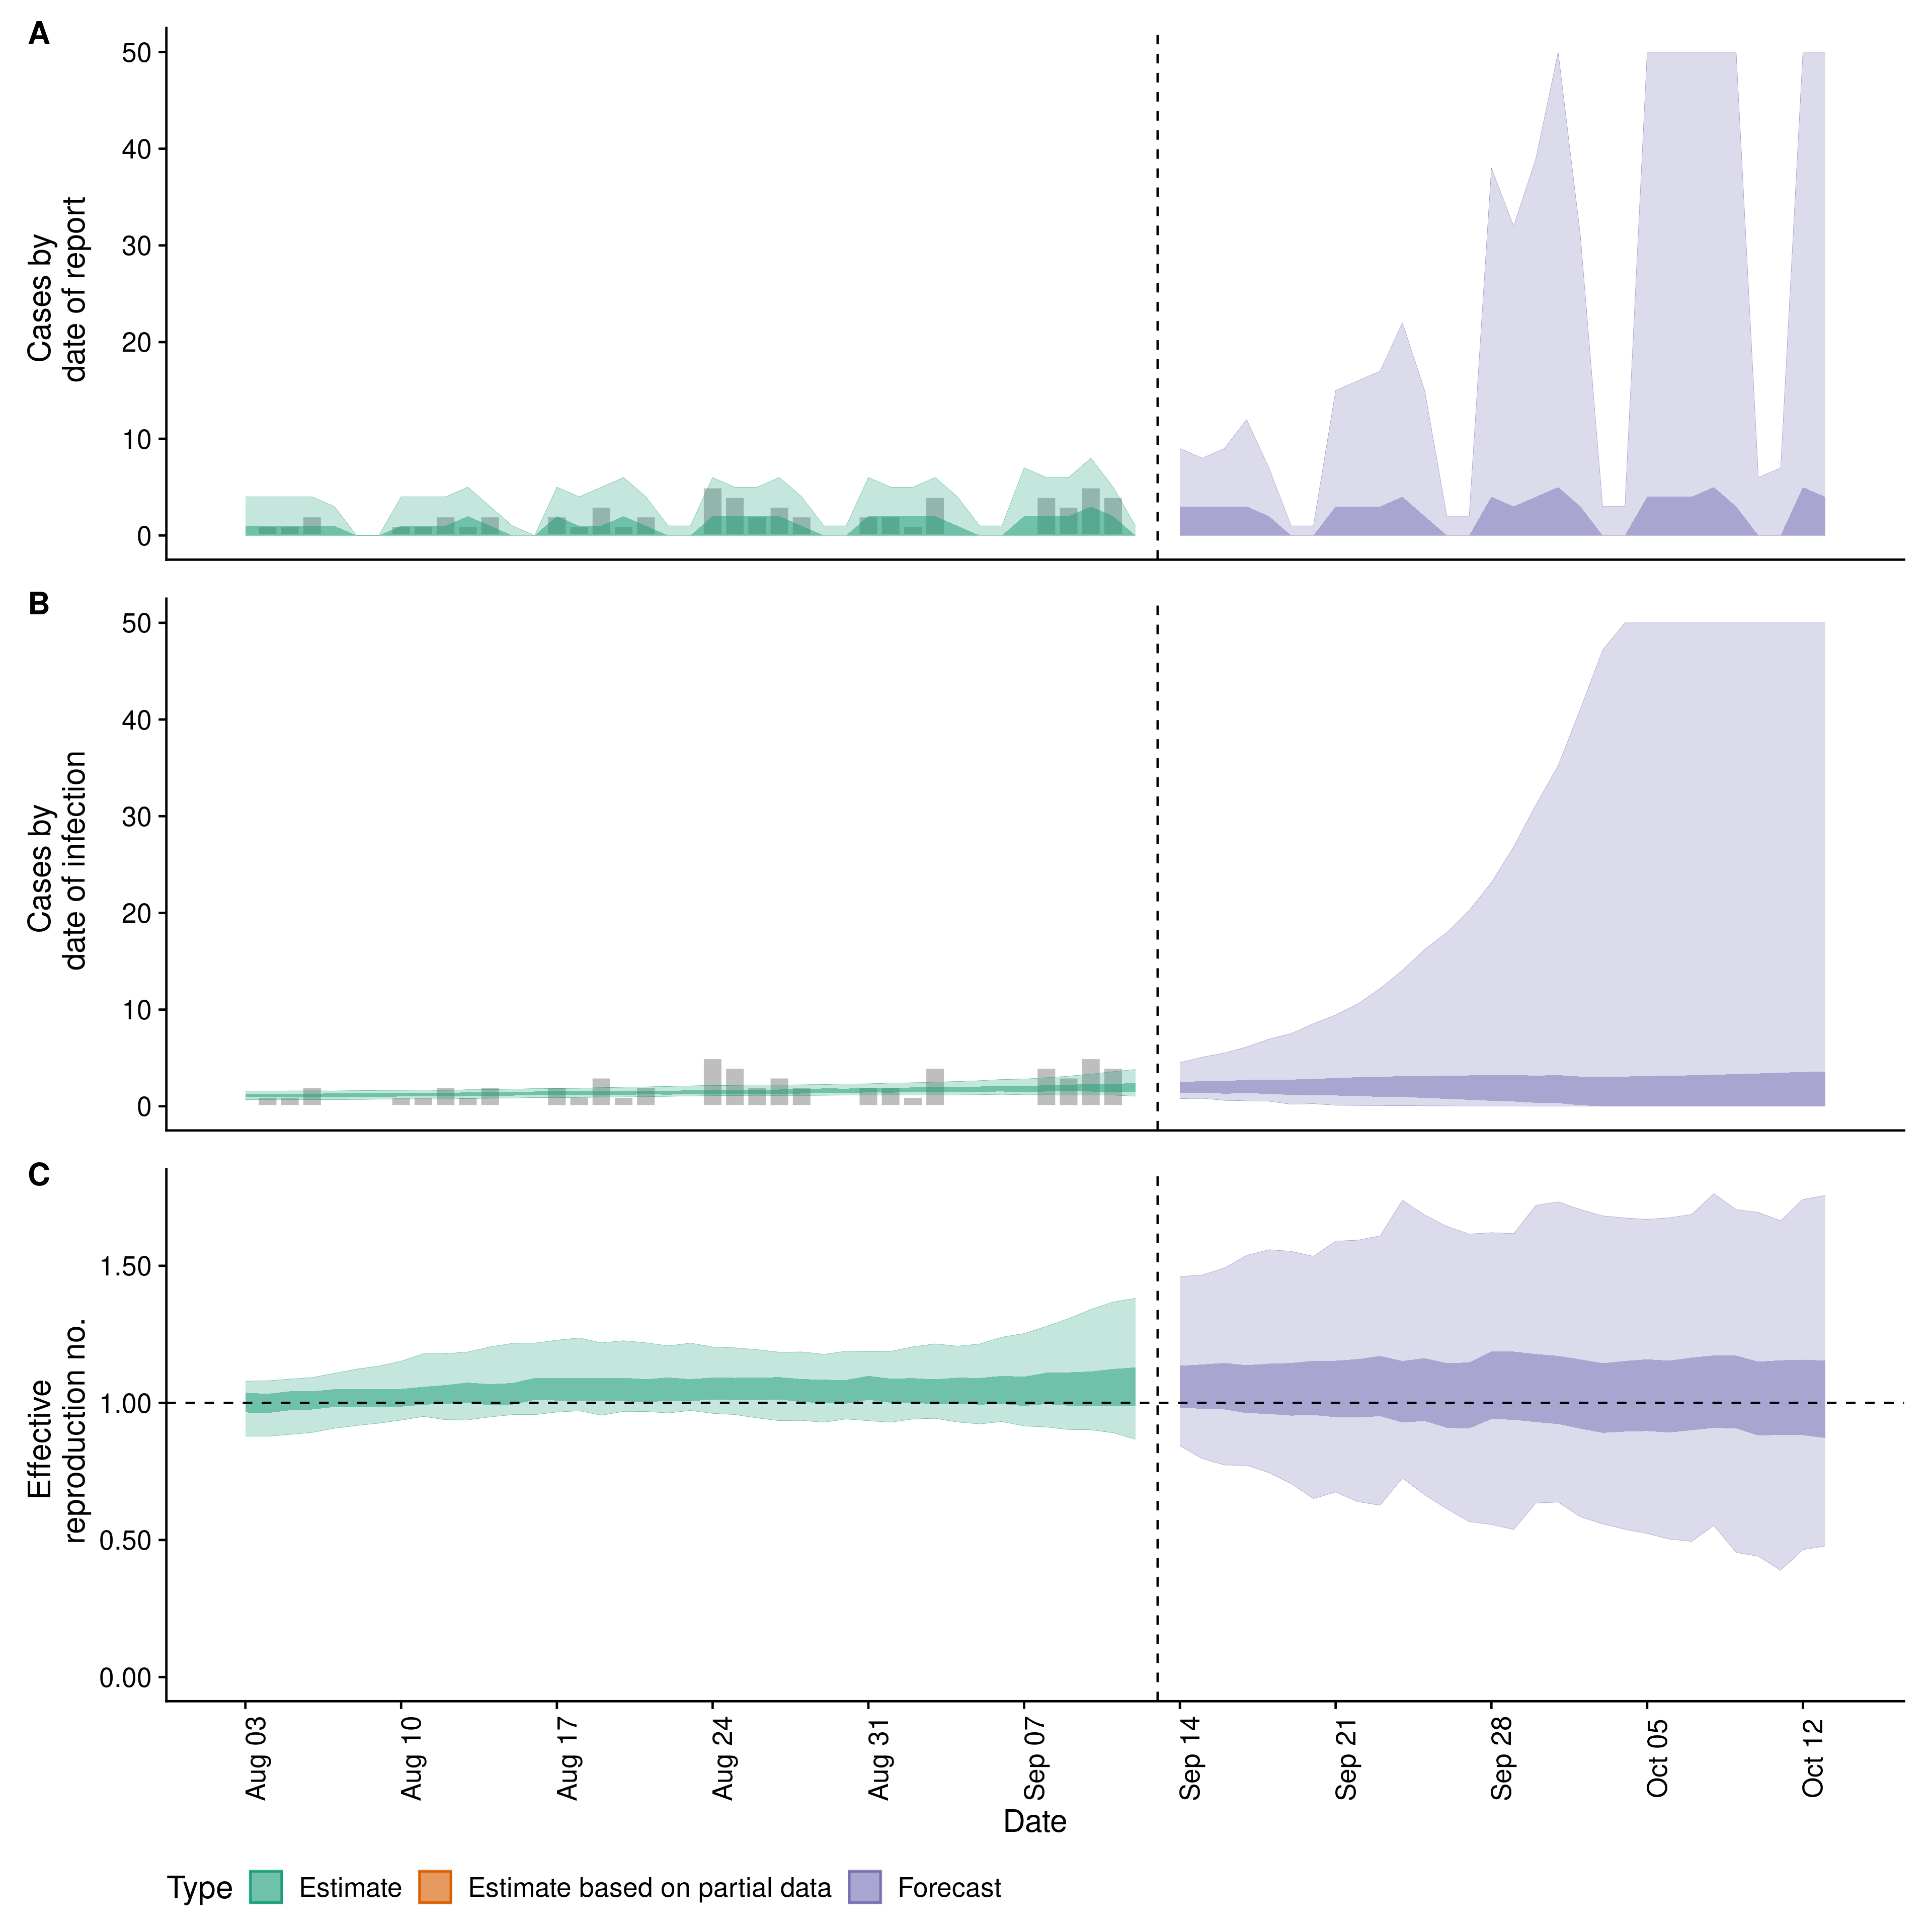 A
50
40
30
20
10
0
Cases by
date of report
B
50
40
30
20
10
0
Cases by
date of infection
C
1.50
1.00
0.50
0.00
Effective
reproduction no.
Aug 03
Aug 10
Aug 17
Aug 24
Aug 31
Sep 07
Sep 14
Sep 21
Sep 28
Oct 05
Oct 12
Date
Type Estimate Estimate based on partial data Forecast